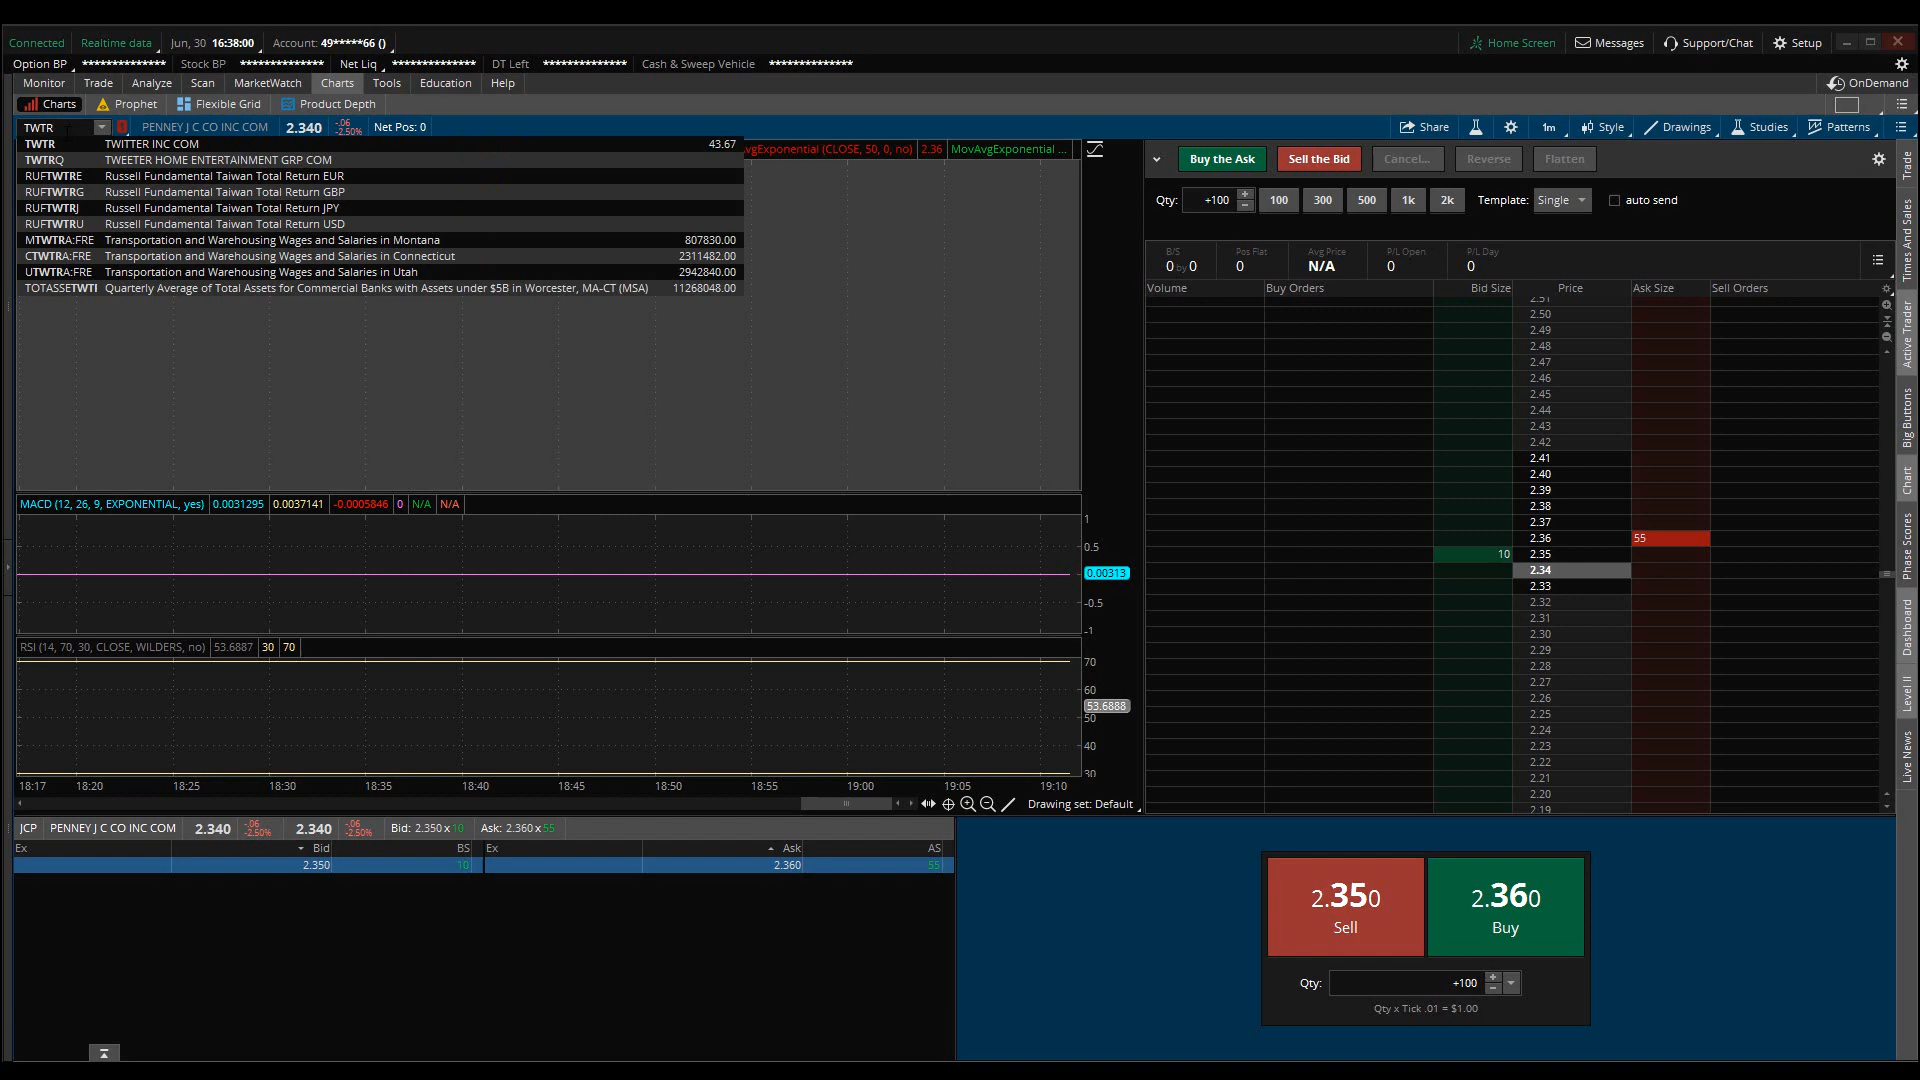 Connected Realtime data Jun, 30 16:38:00 Account: 49*****66 () Home Screen Messages Support/Chat Setup
Option BP ************** Stock BP ************** Net Liq ************** DT Left ************** Cash & Sweep Vehicle **************
Monitor Trade Analyze Scan MarketWatch Charts Tools Education Help OnDemand
Charts Prophet Flexible Grid Product Depth
TWTR PENNEY J C CO INC COM 2.340 -.06 -2.50% Net Pos: 0 Share 1m Style Drawings Studies Patterns
TWTR TWITTER INC COM 43.67
vgExponential (CLOSE, 50, 0, no) 2.36 MovAvgExponential ...
TWTRQ TWEETER HOME ENTERTAINMENT GRP COM
RUFTWTRE Russell Fundamental Taiwan Total Return EUR
RUFTWTRG Russell Fundamental Taiwan Total Return GBP
RUFTWTRJ Russell Fundamental Taiwan Total Return JPY
RUFTWTRU Russell Fundamental Taiwan Total Return USD
MTWTRA:FRE Transportation and Warehousing Wages and Salaries in Montana 807830.00
CTWTRA:FRE Transportation and Warehousing Wages and Salaries in Connecticut 2311482.00
UTWTRA:FRE Transportation and Warehousing Wages and Salaries in Utah 2942840.00
TOTASSETWTI Quarterly Average of Total Assets for Commercial Banks with Assets under $5B in Worcester, MA-CT (MSA) 11268048.00
MACD (12, 26, 9, EXPONENTIAL, yes) 0.0031295 0.0037141 -0.0005846 0 N/A N/A
1
0.5
0.00313
-0.5
-1
RSI (14, 70, 30, CLOSE, WILDERS, no) 53.6887 30 70
70
60
53.6888
50
40
30
18:17 18:20 18:25 18:30 18:35 18:40 18:45 18:50 18:55 19:00 19:05 19:10
Drawing set: Default
Buy the Ask Sell the Bid Cancel... Reverse Flatten
Qty: +100 100 300 500 1k 2k Template: Single auto send
B/S Pos Flat Avg Price P/L Open P/L Day
0 by 0 0 N/A 0 0
Volume Buy Orders Bid Size Price Ask Size Sell Orders
2.51
2.50
2.49
2.48
2.47
2.46
2.45
2.44
2.43
2.42
2.41
2.40
2.39
2.38
2.37
2.36 55
10 2.35
2.34
2.33
2.32
2.31
2.30
2.29
2.28
2.27
2.26
2.25
2.24
2.23
2.22
2.21
2.20
2.19
Trade
Times And Sales
Active Trader
Big Buttons
Chart
Phase Scores
Dashboard
Level II
Live News
JCP PENNEY J C CO INC COM 2.340 -.06 -2.50% 2.340 -.06 -2.50% Bid: 2.350 x 10 Ask: 2.360 x 55
Ex Bid BS Ex Ask AS
2.350 10 2.360 55
2.350 2.360
Sell Buy
Qty: +100
Qty x Tick .01 = $1.00